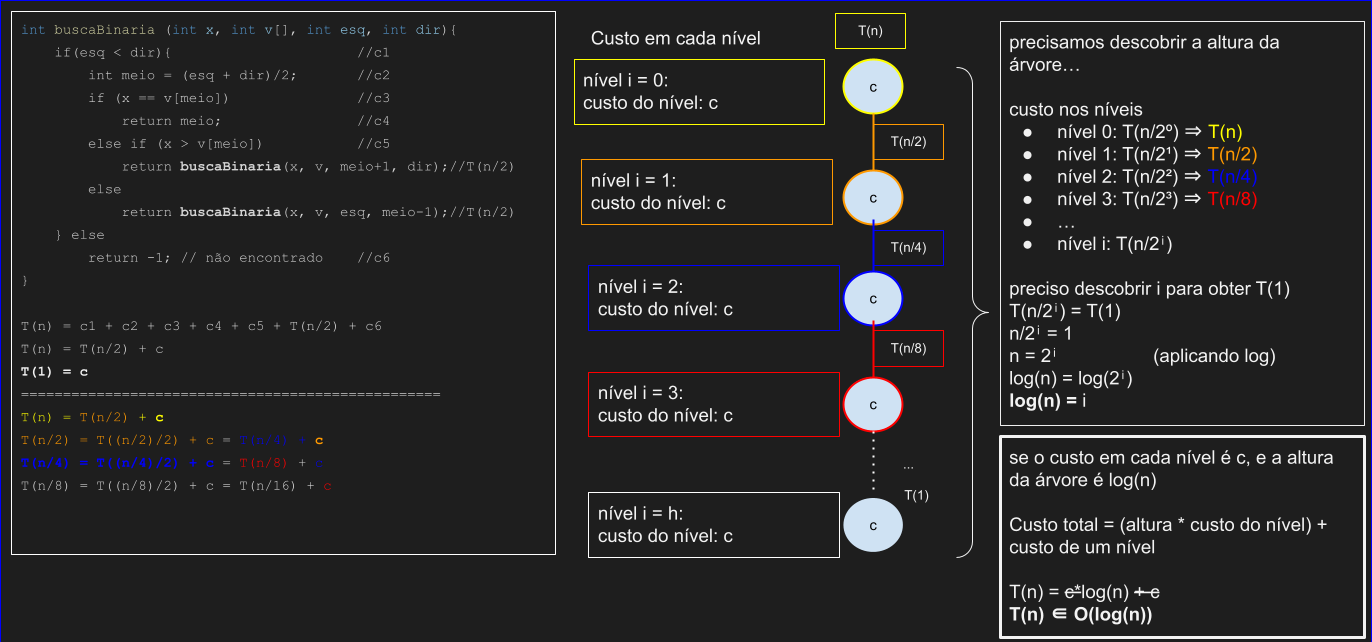 int buscaBinaria (int x, int v[], int esq, int dir){
if(esq < dir){ //c1
int meio = (esq + dir)/2; //c2
if (x == v[meio]) //c3
return meio; //c4
else if (x > v[meio]) //c5
return buscaBinaria(x, v, meio+1, dir);//T(n/2)
else
return buscaBinaria(x, v, esq, meio-1);//T(n/2)
} else
return -1; // não encontrado //c6
}
T(n) = c1 + c2 + c3 + c4 + c5 + T(n/2) + c6
T(n) = T(n/2) + c
T(1) = c
==================================================
T(n) = T(n/2) + c
T(n/2) = T((n/2)/2) + c = T(n/4) + c
T(n/4) = T((n/4)/2) + c = T(n/8) + c
T(n/8) = T((n/8)/2) + c = T(n/16) + c
Custo em cada nível
T(n)
nível i = 0:
custo do nível: c
c
T(n/2)
nível i = 1:
custo do nível: c
c
T(n/4)
nível i = 2:
custo do nível: c
c
T(n/8)
nível i = 3:
custo do nível: c
c
...
T(1)
nível i = h:
custo do nível: c
c
precisamos descobrir a altura da
árvore…
custo nos níveis
● nível 0: T(n/2⁰) ⇒ T(n)
● nível 1: T(n/2¹) ⇒ T(n/2)
● nível 2: T(n/2²) ⇒ T(n/4)
● nível 3: T(n/2³) ⇒ T(n/8)
● …
● nível i: T(n/2ⁱ)
preciso descobrir i para obter T(1)
T(n/2ⁱ) = T(1)
n/2ⁱ = 1
n = 2ⁱ (aplicando log)
log(n) = log(2ⁱ)
log(n) = i
se o custo em cada nível é c, e a altura
da árvore é log(n)
Custo total = (altura * custo do nível) +
custo de um nível
T(n) = c*log(n) + c
T(n) ∈ O(log(n))